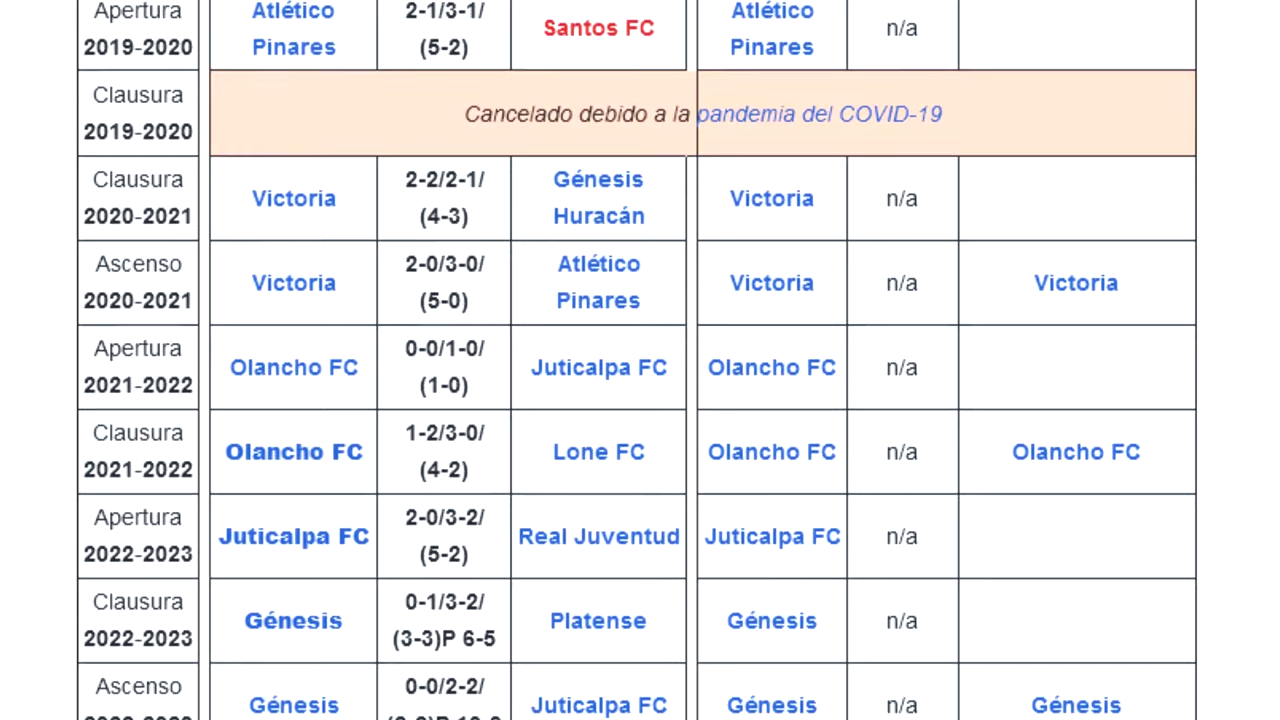 Apertura
2019-2020
Atlético
Pinares
2-1/3-1/
(5-2)
Santos FC
Atlético
Pinares
n/a
Clausura
2019-2020
Cancelado debido a la pandemia del COVID-19
Clausura
2020-2021
Victoria
2-2/2-1/
(4-3)
Génesis
Huracán
Victoria
n/a
Ascenso
2020-2021
Victoria
2-0/3-0/
(5-0)
Atlético
Pinares
Victoria
n/a
Victoria
Apertura
2021-2022
Olancho FC
0-0/1-0/
(1-0)
Juticalpa FC
Olancho FC
n/a
Clausura
2021-2022
Olancho FC
1-2/3-0/
(4-2)
Lone FC
Olancho FC
n/a
Olancho FC
Apertura
2022-2023
Juticalpa FC
2-0/3-2/
(5-2)
Real Juventud
Juticalpa FC
n/a
Clausura
2022-2023
Génesis
0-1/3-2/
(3-3)P 6-5
Platense
Génesis
n/a
Ascenso
Génesis
0-0/2-2/
Juticalpa FC
Génesis
n/a
Génesis